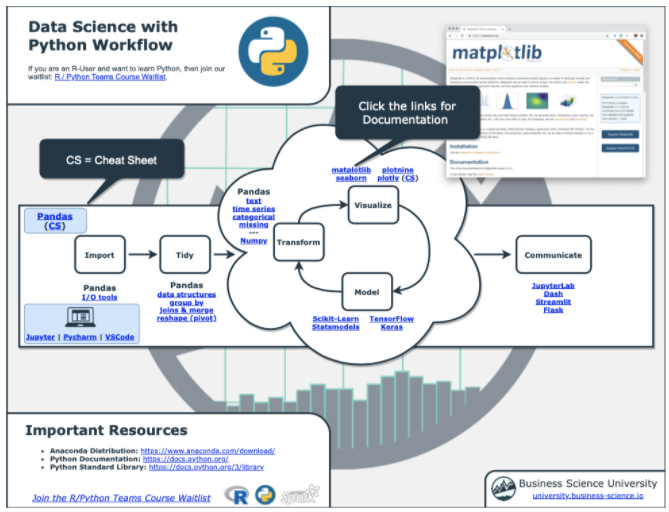 Data Science with
Python Workflow
If you are an R-User and want to learn Python, then join our
waitlist: R / Python Teams Course Waitlist.
matplotlib
Installation
Documentation
Click the links for
Documentation
CS = Cheat Sheet
matplotlib
seaborn
plotnine
plotly (CS)
Pandas
text
time series
categorical
missing
---
Numpy
Visualize
Transform
Model
Scikit-Learn
Statsmodels
TensorFlow
Keras
Pandas
(CS)
Import
Tidy
Communicate
Pandas
I/O tools
Pandas
data structures
group by
joins & merge
reshape (pivot)
JupyterLab
Dash
Streamlit
Flask
Jupyter | Pycharm | VSCode
Important Resources
• Anaconda Distribution: https://www.anaconda.com/download/
• Python Documentation: https://docs.python.org/
• Python Standard Library: https://docs.python.org/3/library
Join the R/Python Teams Course Waitlist
R
Spark
Business Science University
university.business-science.io